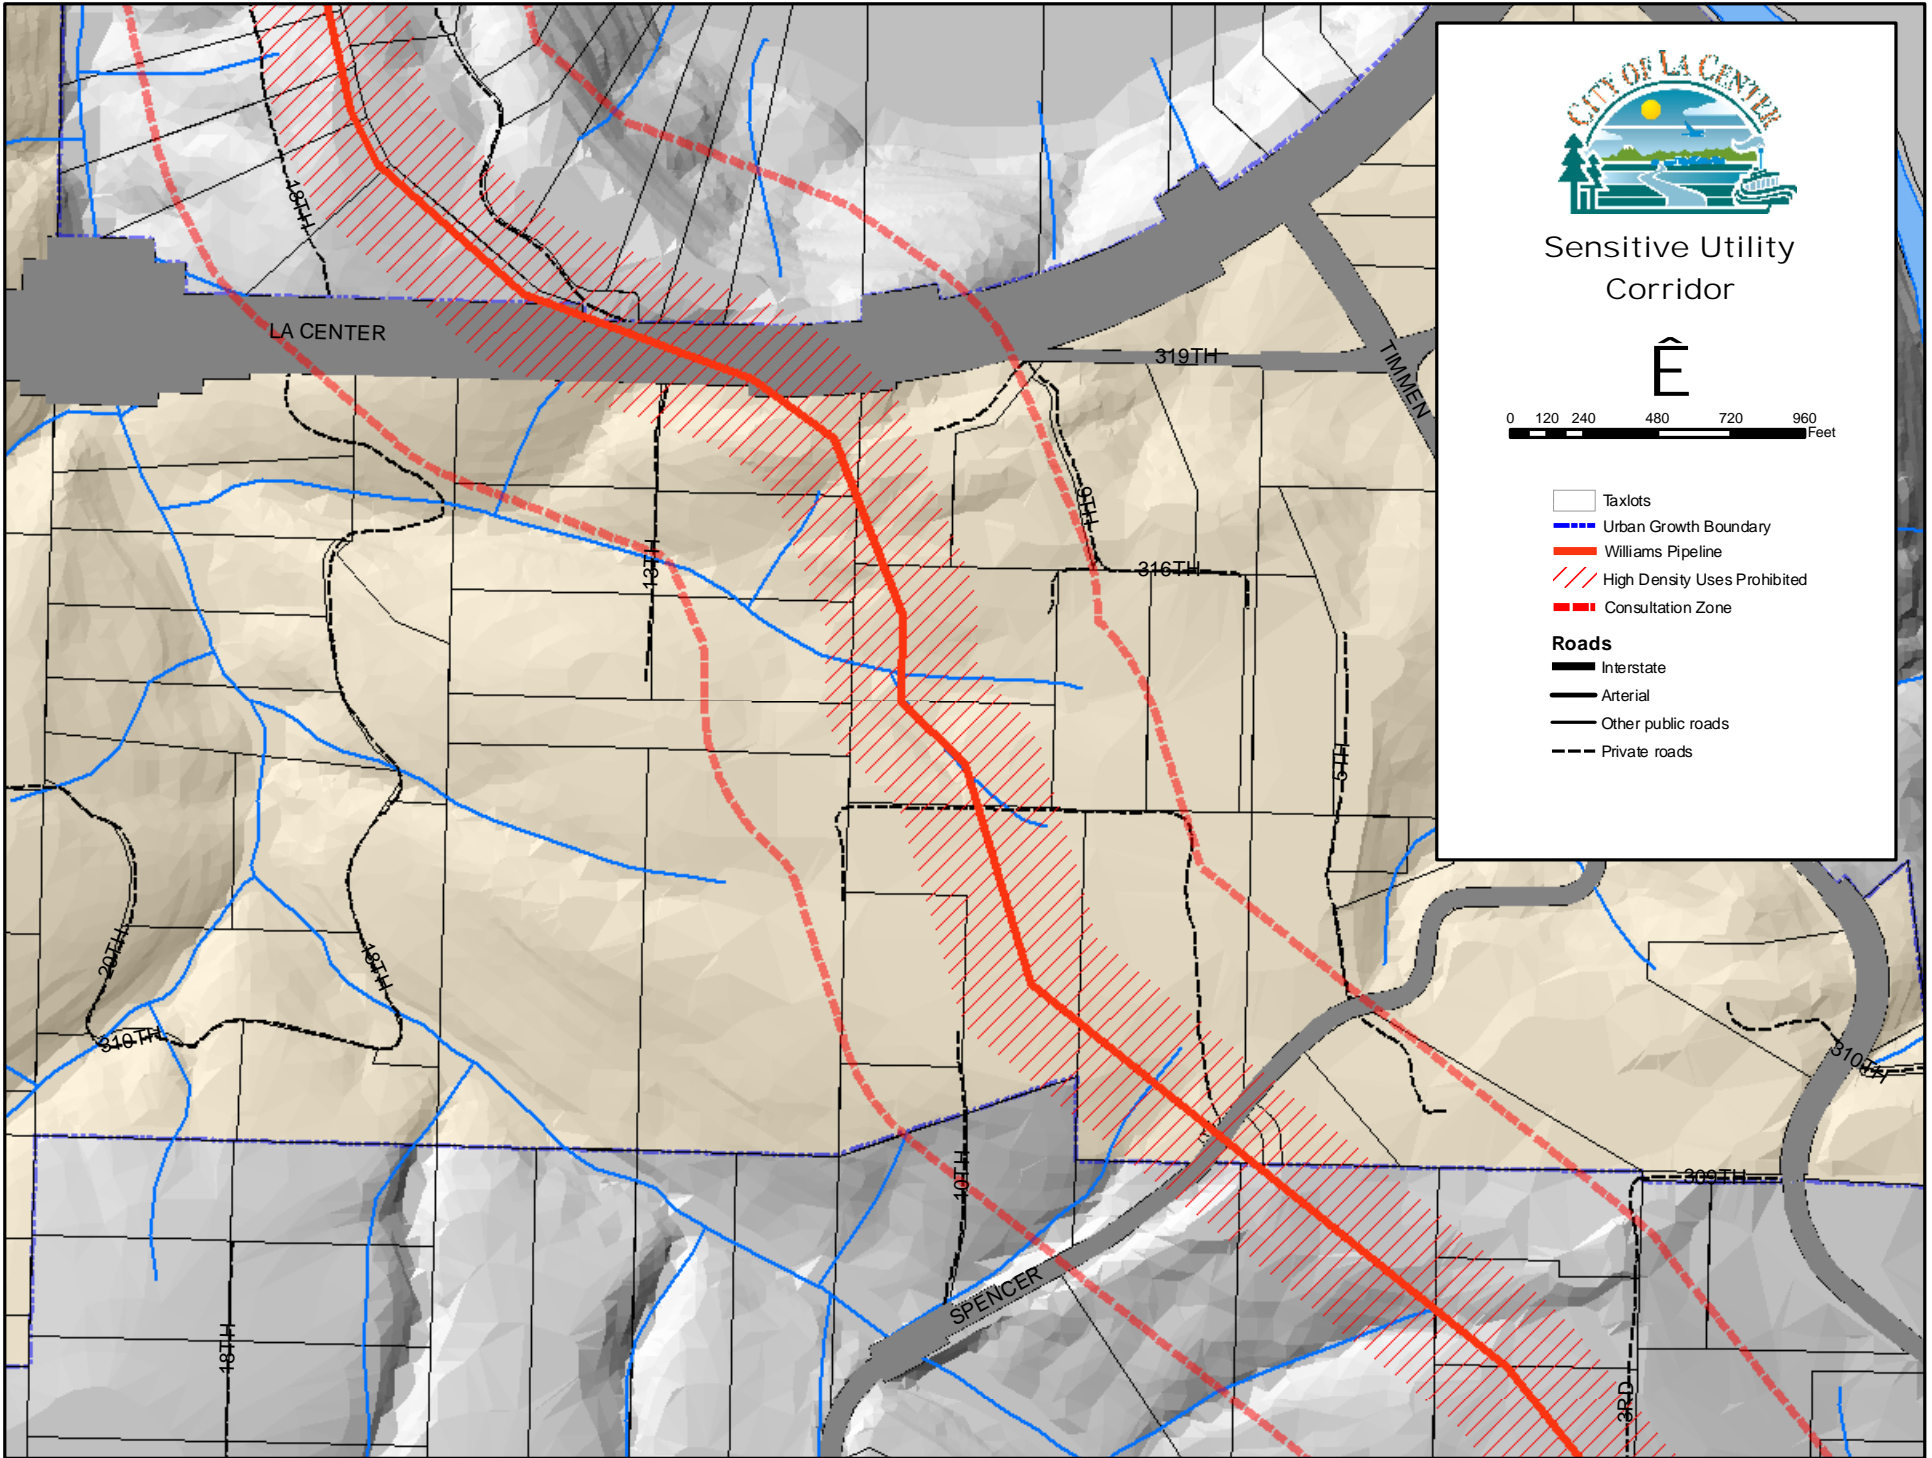 CITY OF LA CENTER
Sensitive Utility
Corridor
Ê
0 120 240 480 720 960
Feet
Taxlots
Urban Growth Boundary
Williams Pipeline
High Density Uses Prohibited
Consultation Zone
Roads
Interstate
Arterial
Other public roads
Private roads
18TH
LA CENTER
319TH
TIMMEN
9TH
13TH
316TH
5TH
20TH
18TH
310TH
310TH
10TH
309TH
SPENCER
18TH
3RD